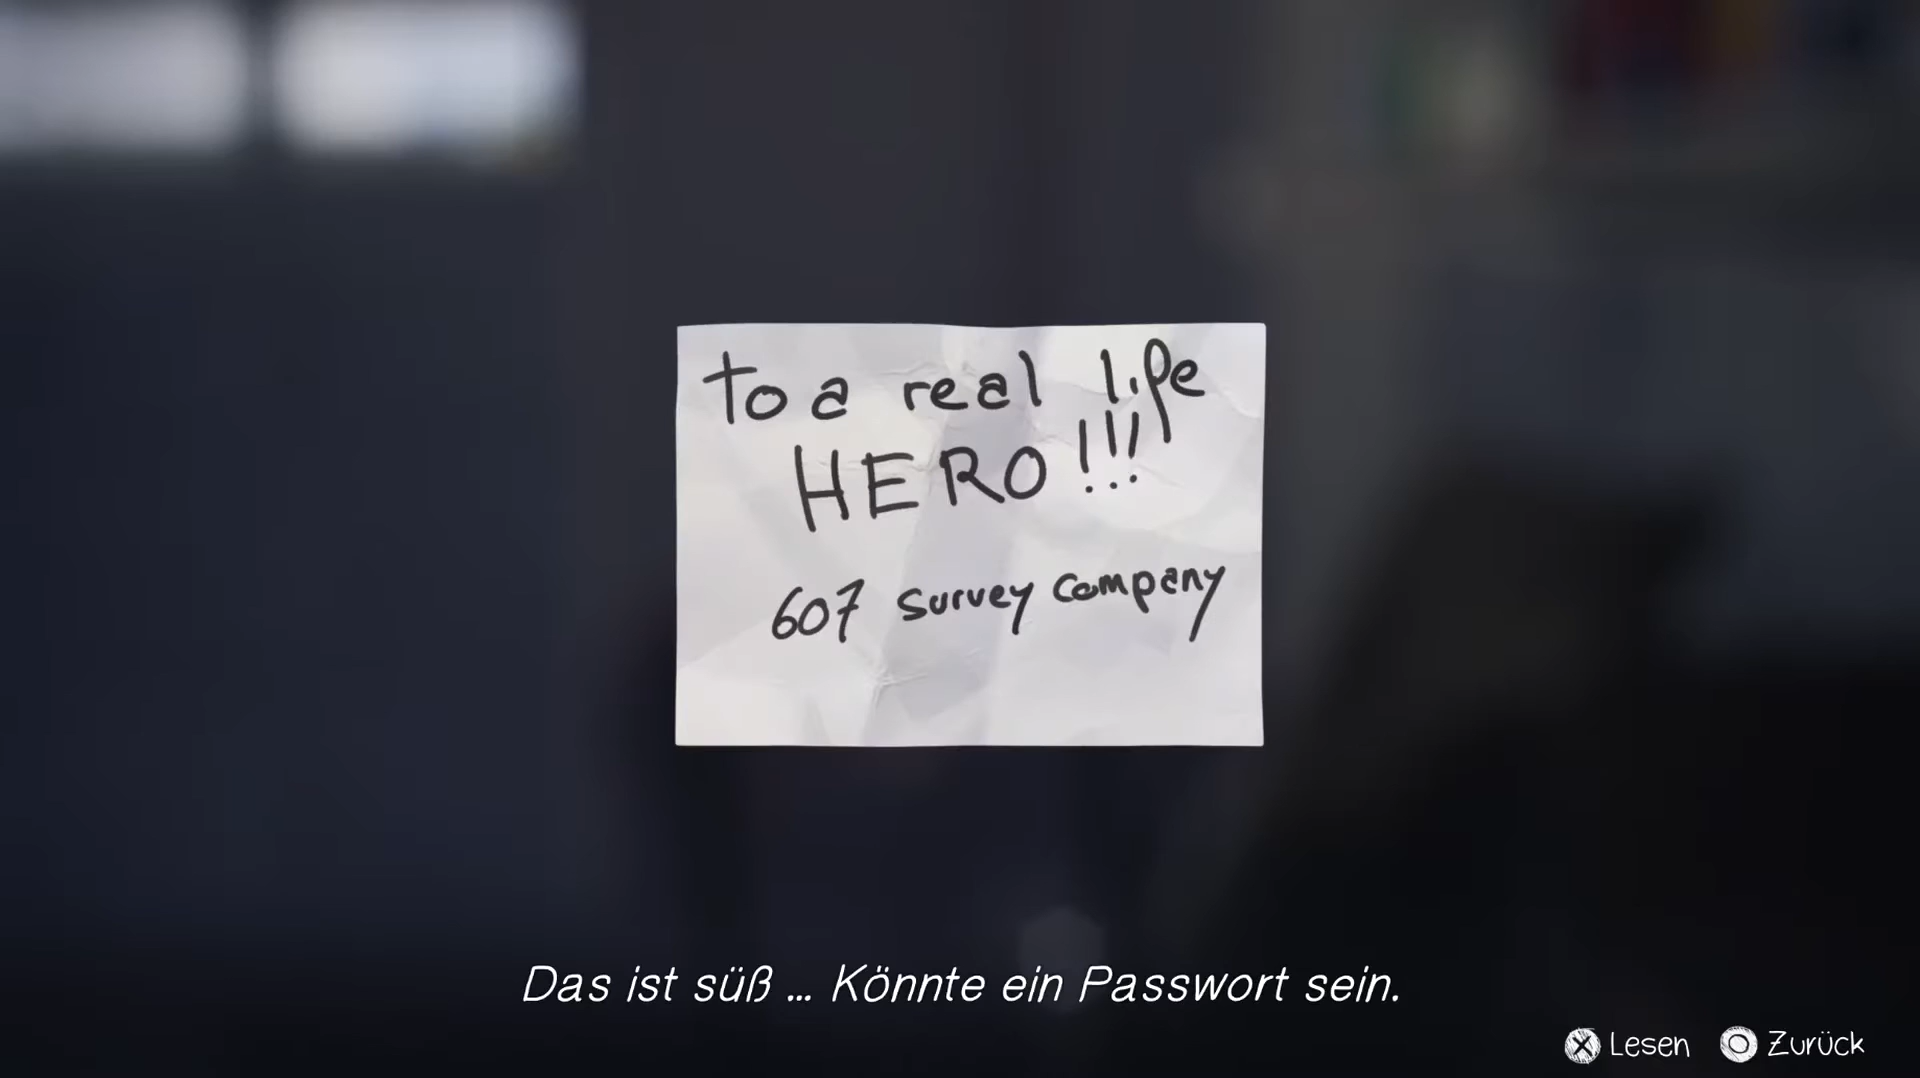 to a real life
HERO!!!
607 survey company
Das ist süß ... Könnte ein Passwort sein.
Lesen Zurück